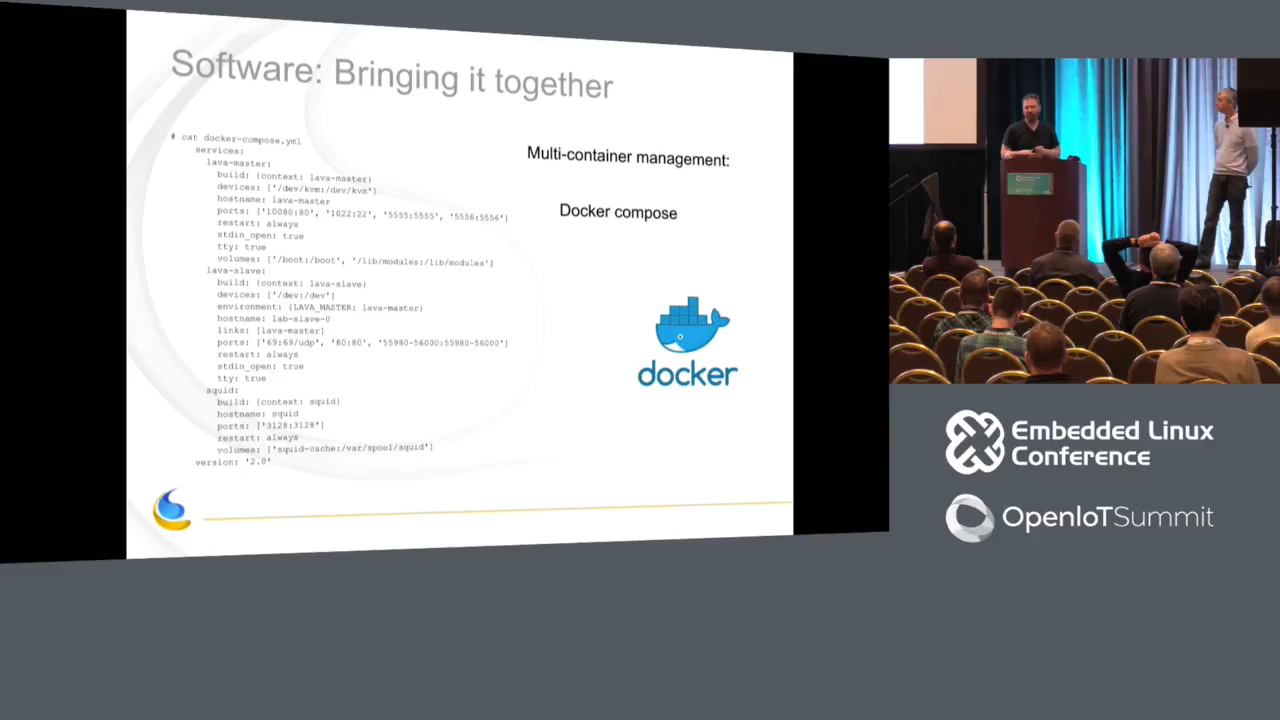 Software: Bringing it together
# cat docker-compose.yml
services:
lava-master:
build: {context: lava-master}
devices: ['/dev/kvm:/dev/kvm']
hostname: lava-master
ports: ['10080:80', '1022:22', '5555:5555', '5556:5556']
restart: always
stdin_open: true
tty: true
volumes: ['/boot:/boot', '/lib/modules:/lib/modules']
lava-slave:
build: {context: lava-slave}
devices: ['/dev:/dev']
environment: {LAVA_MASTER: lava-master}
hostname: lab-slave-0
links: [lava-master]
ports: ['69:69/udp', '80:80', '55980-56000:55980-56000']
restart: always
stdin_open: true
tty: true
squid:
build: {context: squid}
hostname: squid
ports: ['3128:3128']
restart: always
volumes: ['squid-cache:/var/spool/squid']
version: '2.0'
Multi-container management:
Docker compose
docker
Embedded Linux
Conference
OpenIoTSummit